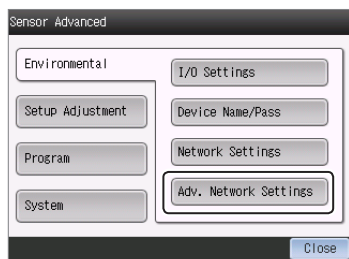 Sensor Advanced
Environmental
I/O Settings
Setup Adjustment
Device Name/Pass
Program
Network Settings
System
Adv. Network Settings
Close